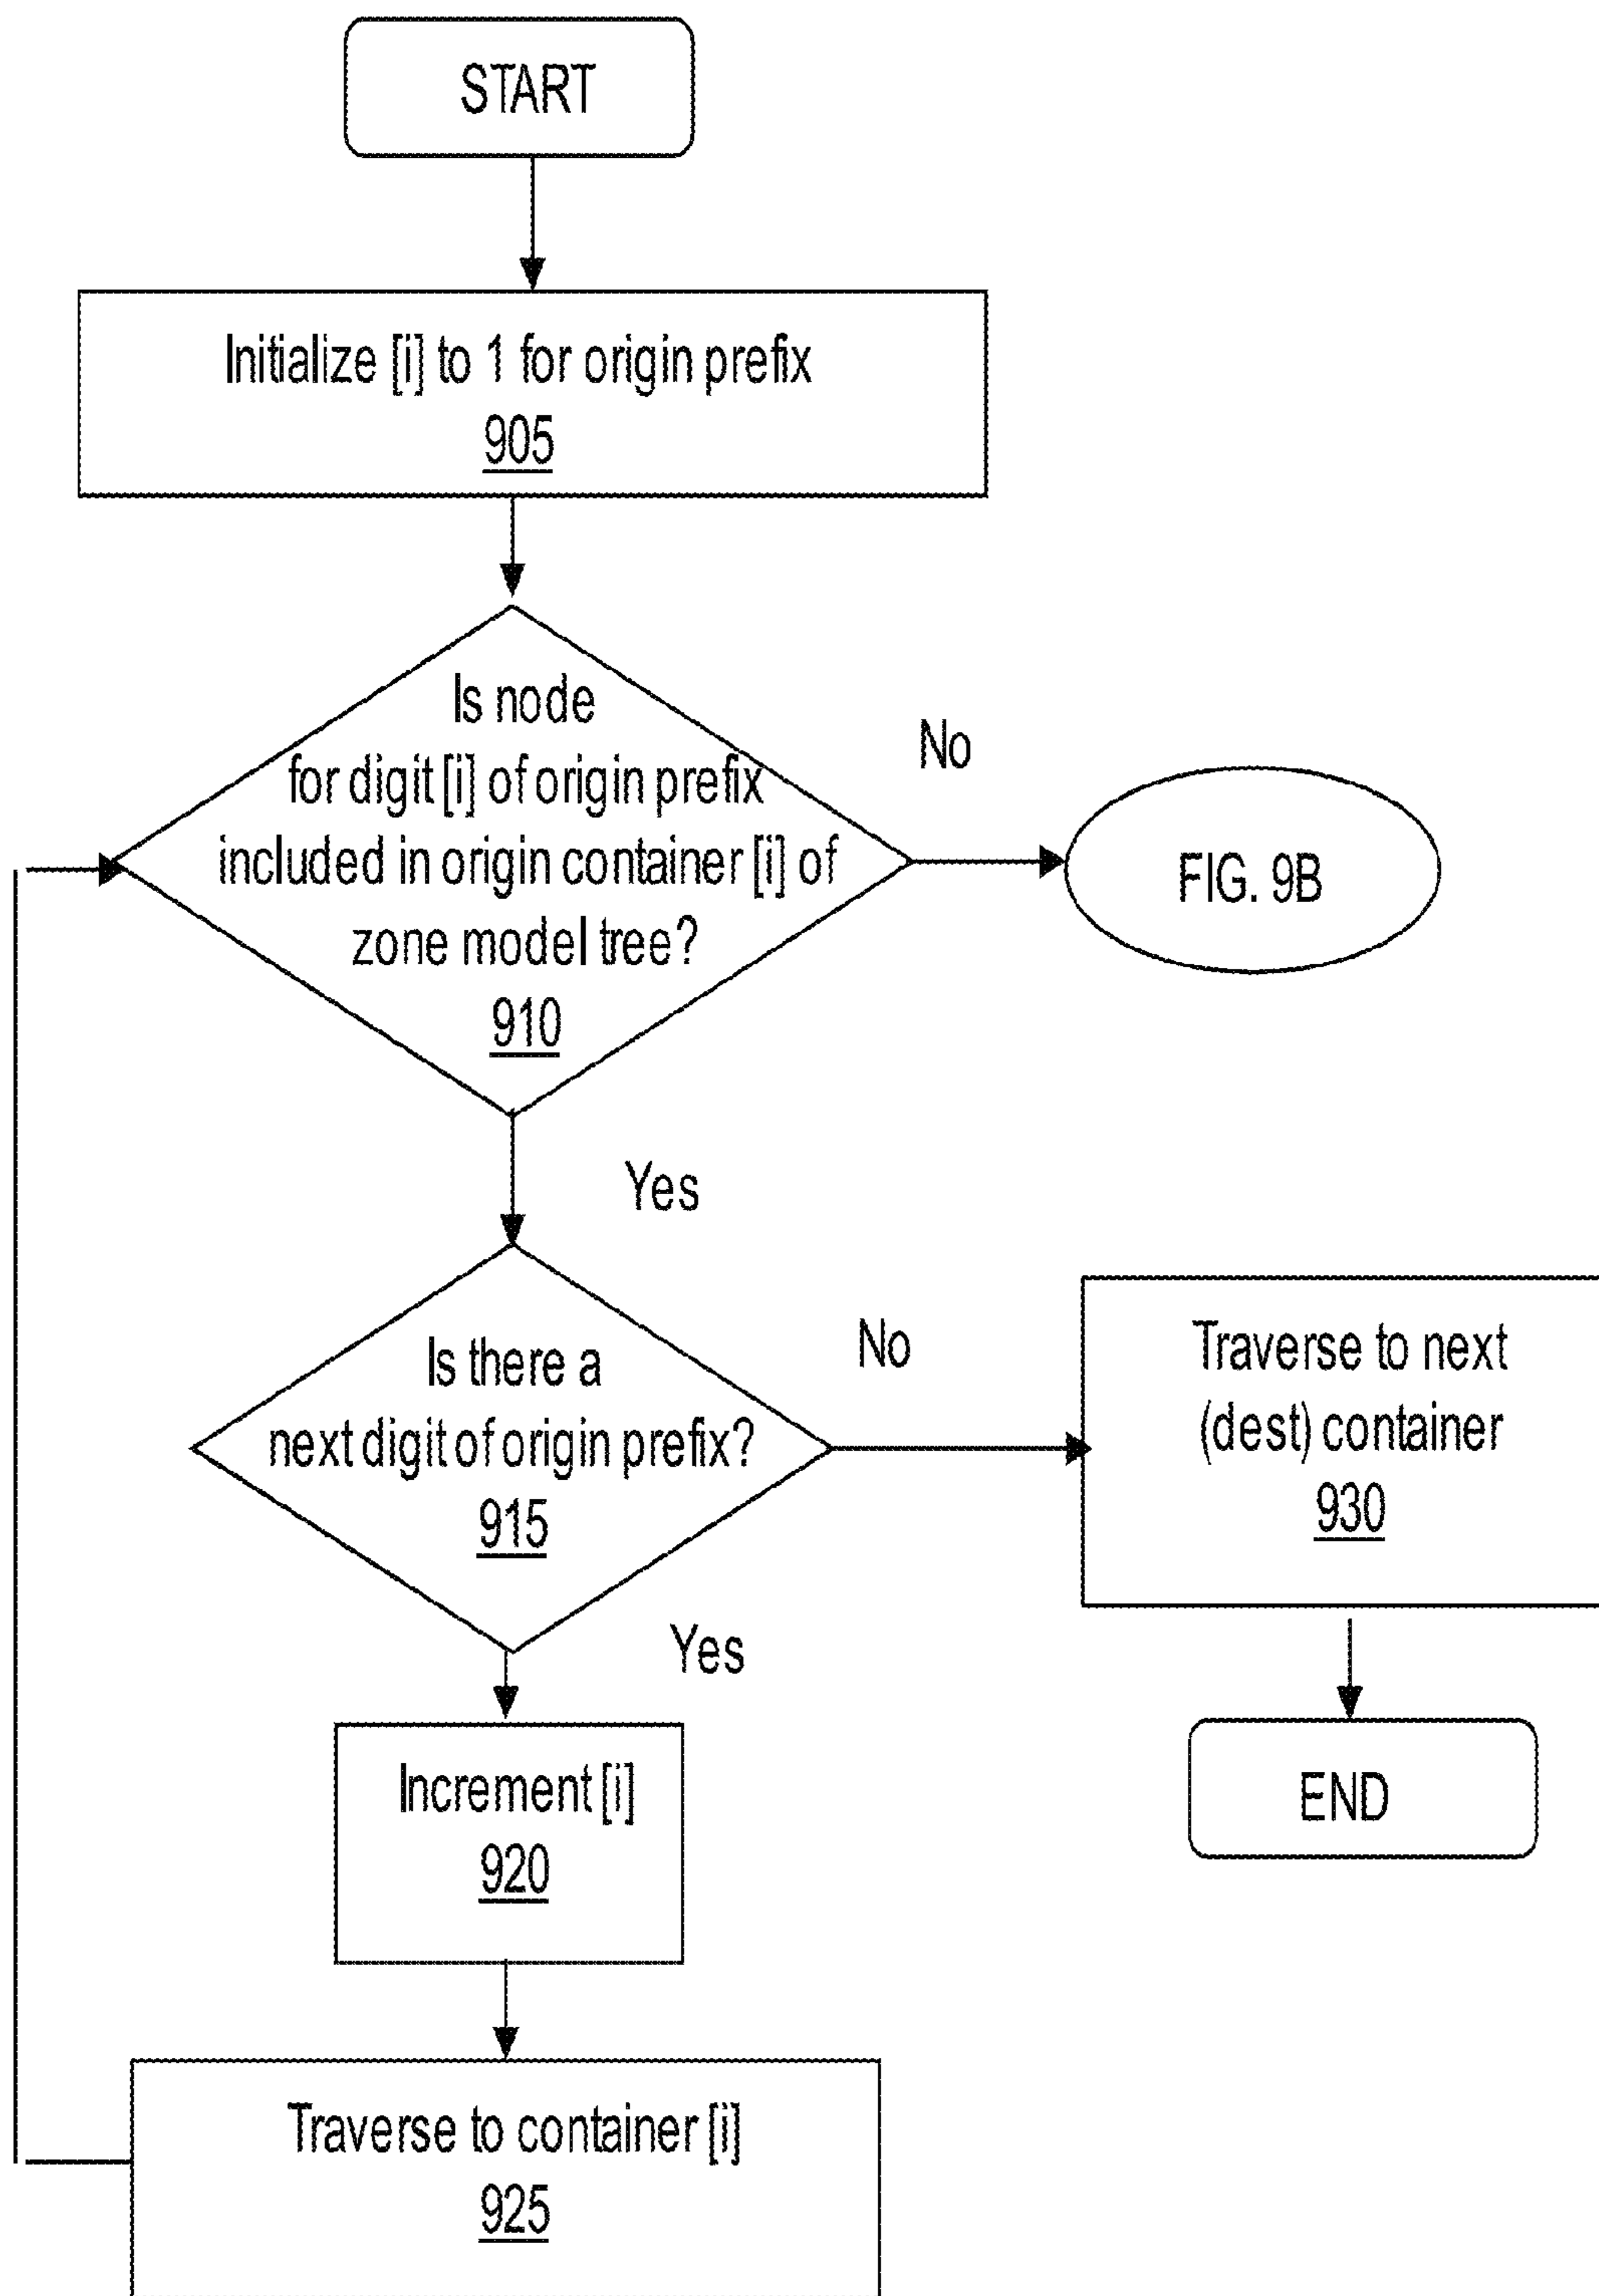 START
Initialize [i] to 1 for origin prefix
905
Is node
for digit [i] of origin prefix
included in origin container [i] of
zone model tree?
910
No
FIG. 9B
Yes
Is there a
next digit of origin prefix?
915
No
Traverse to next
(dest) container
930
Yes
END
Increment [i]
920
Traverse to container [i]
925